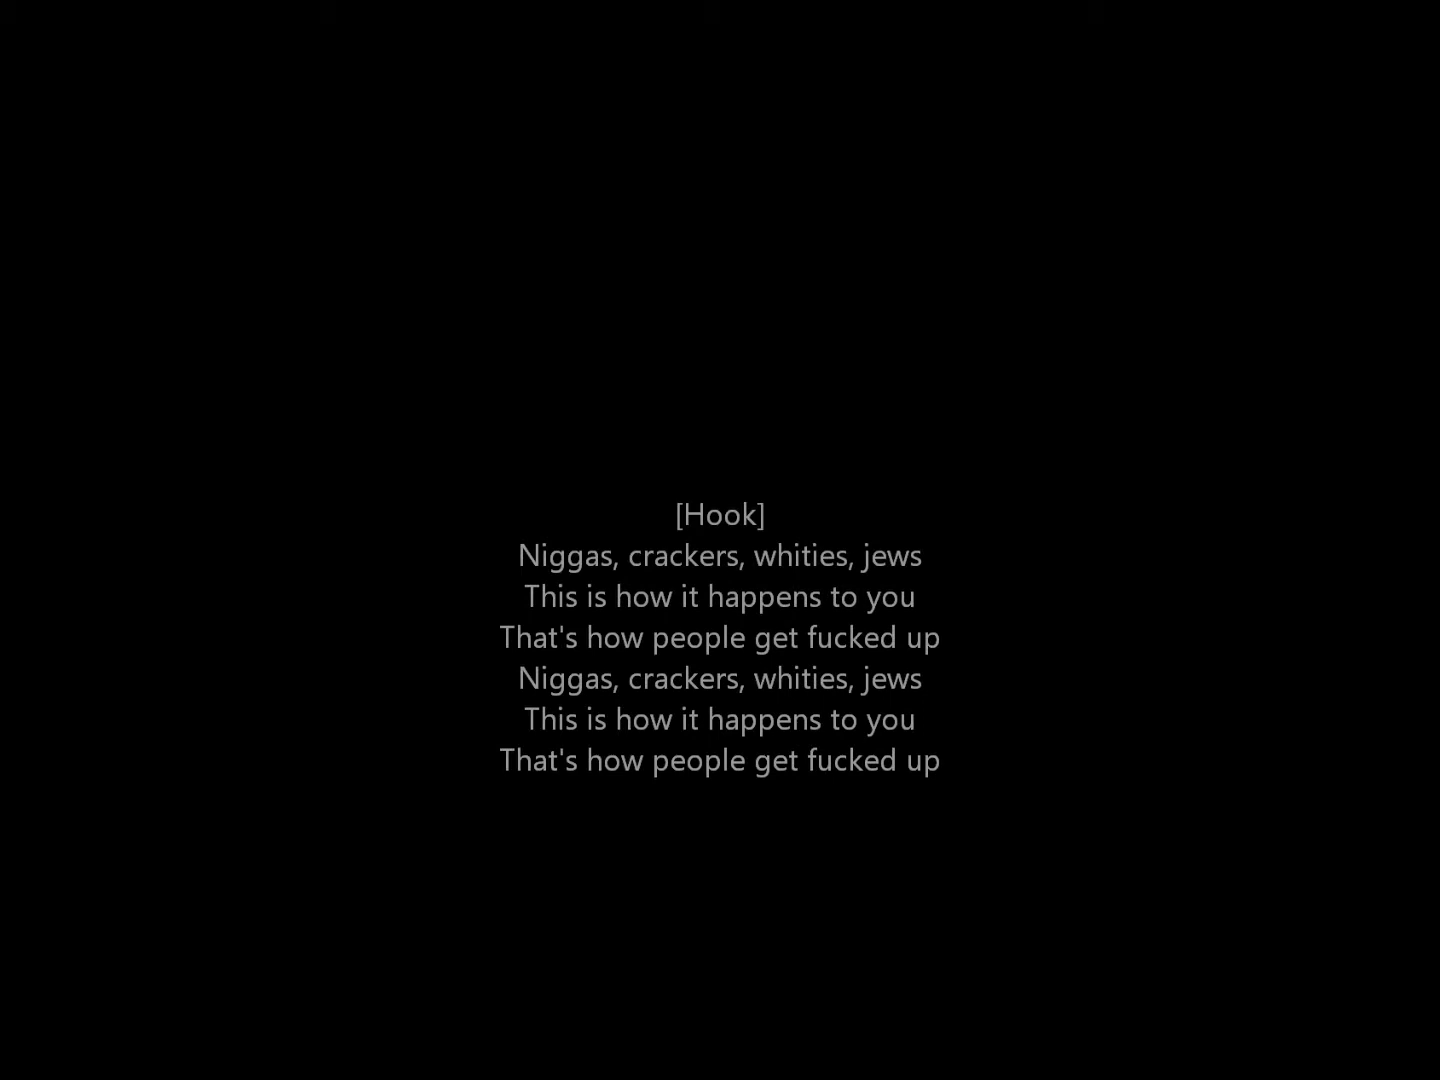 [Hook]
Niggas, crackers, whities, jews
This is how it happens to you
That's how people get fucked up
Niggas, crackers, whities, jews
This is how it happens to you
That's how people get fucked up